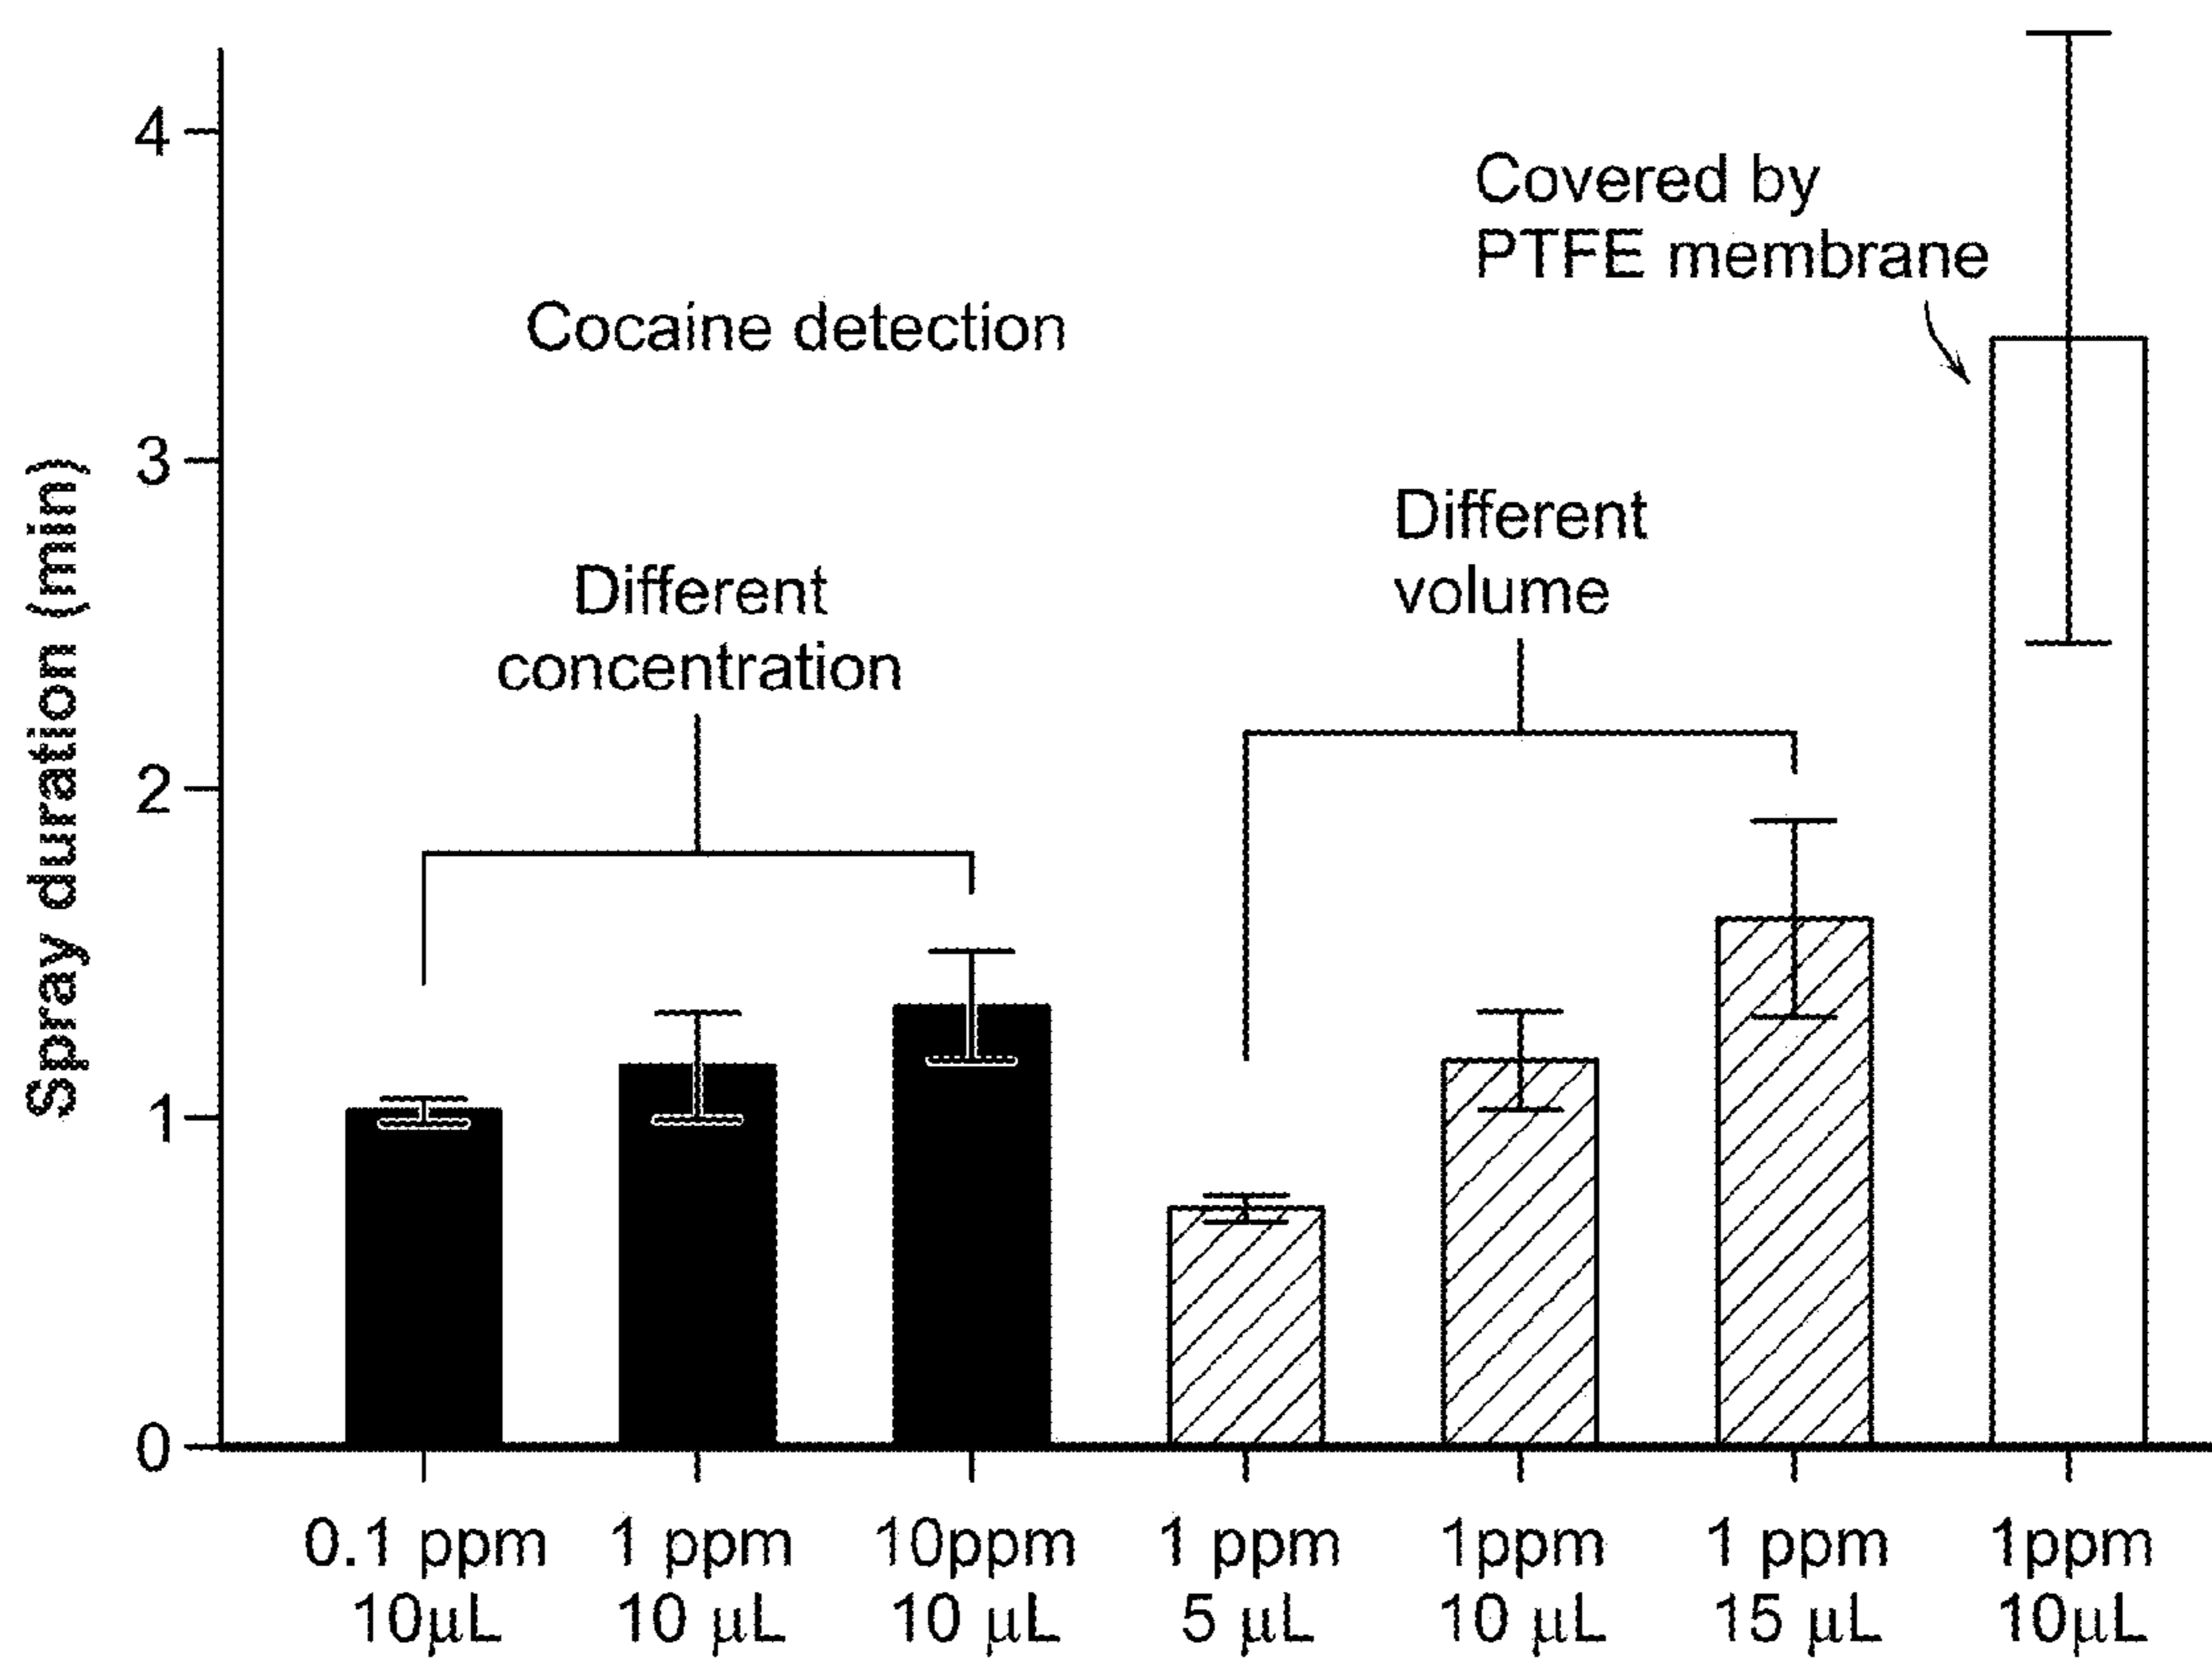 Spray duration (min)
4
3
2
1
0
Cocaine detection
Different
concentration
Different
volume
Covered by
PTFE membrane
0.1 ppm
10μL
1 ppm
10 μL
10ppm
10 μL
1 ppm
5 μL
1ppm
10 μL
1 ppm
15 μL
1ppm
10μL